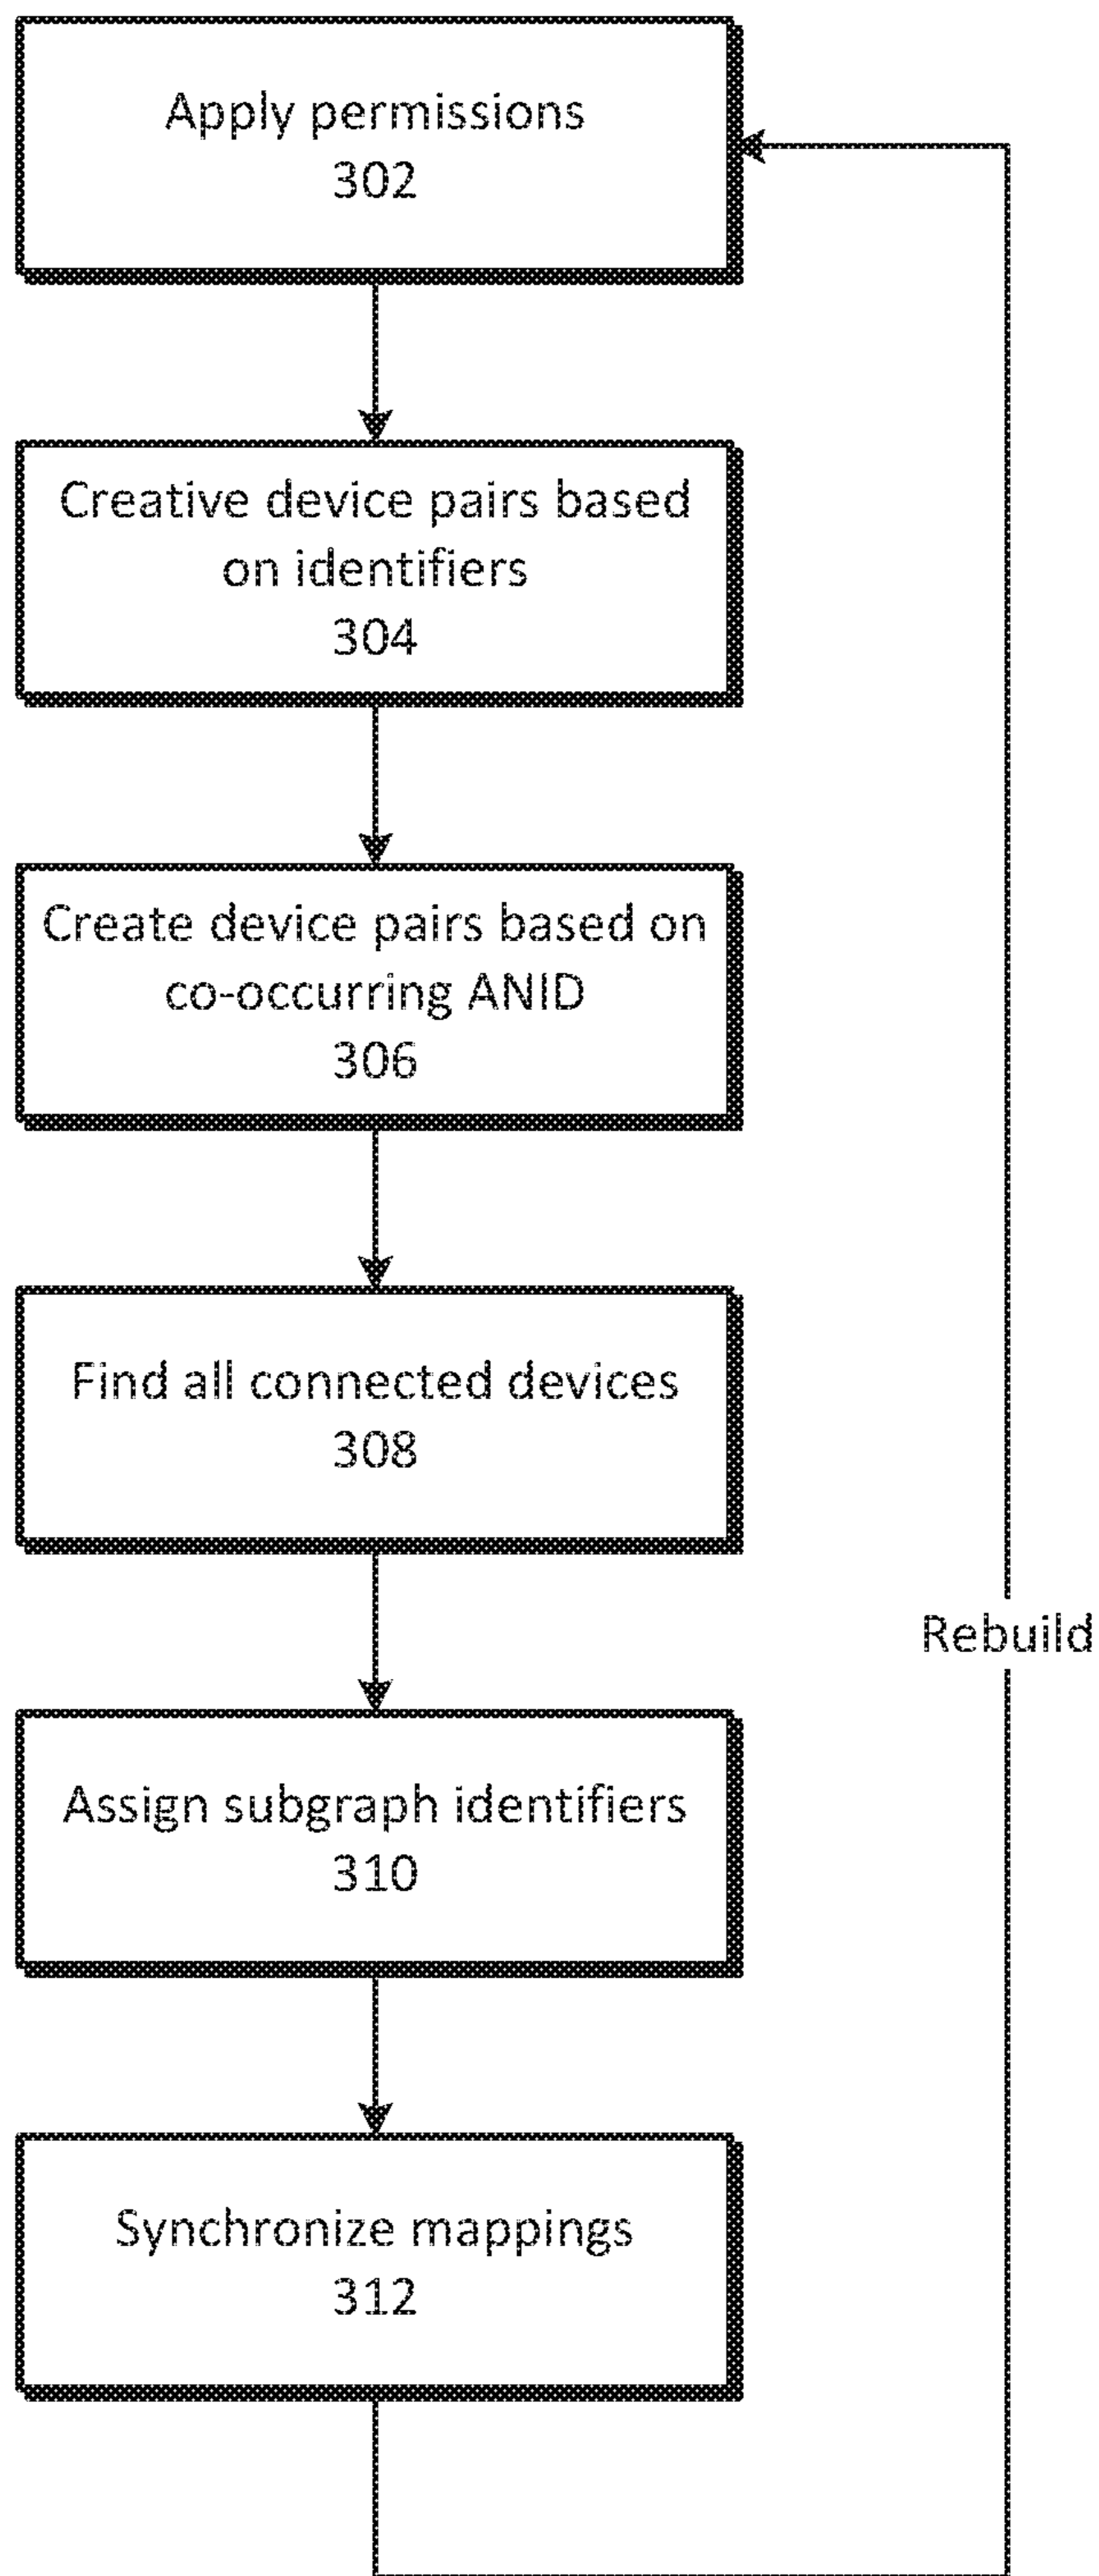 Apply permissions
302
Creative device pairs based
on identifiers
304
Create device pairs based on
co-occurring ANID
306
Find all connected devices
308
Rebuild
Assign subgraph identifiers
310
Synchronize mappings
312